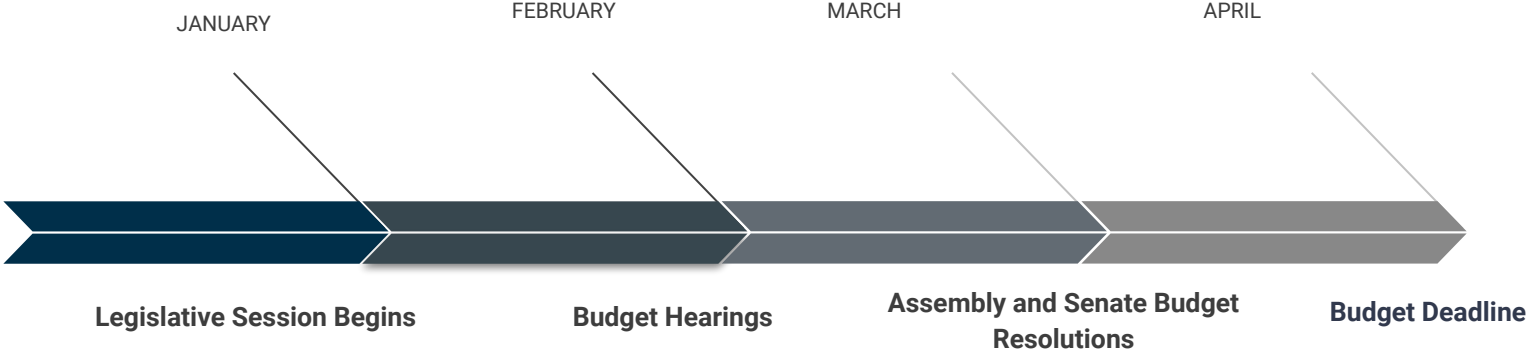 JANUARY
FEBRUARY
MARCH
APRIL
Legislative Session Begins
Budget Hearings
Assembly and Senate Budget
Resolutions
Budget Deadline